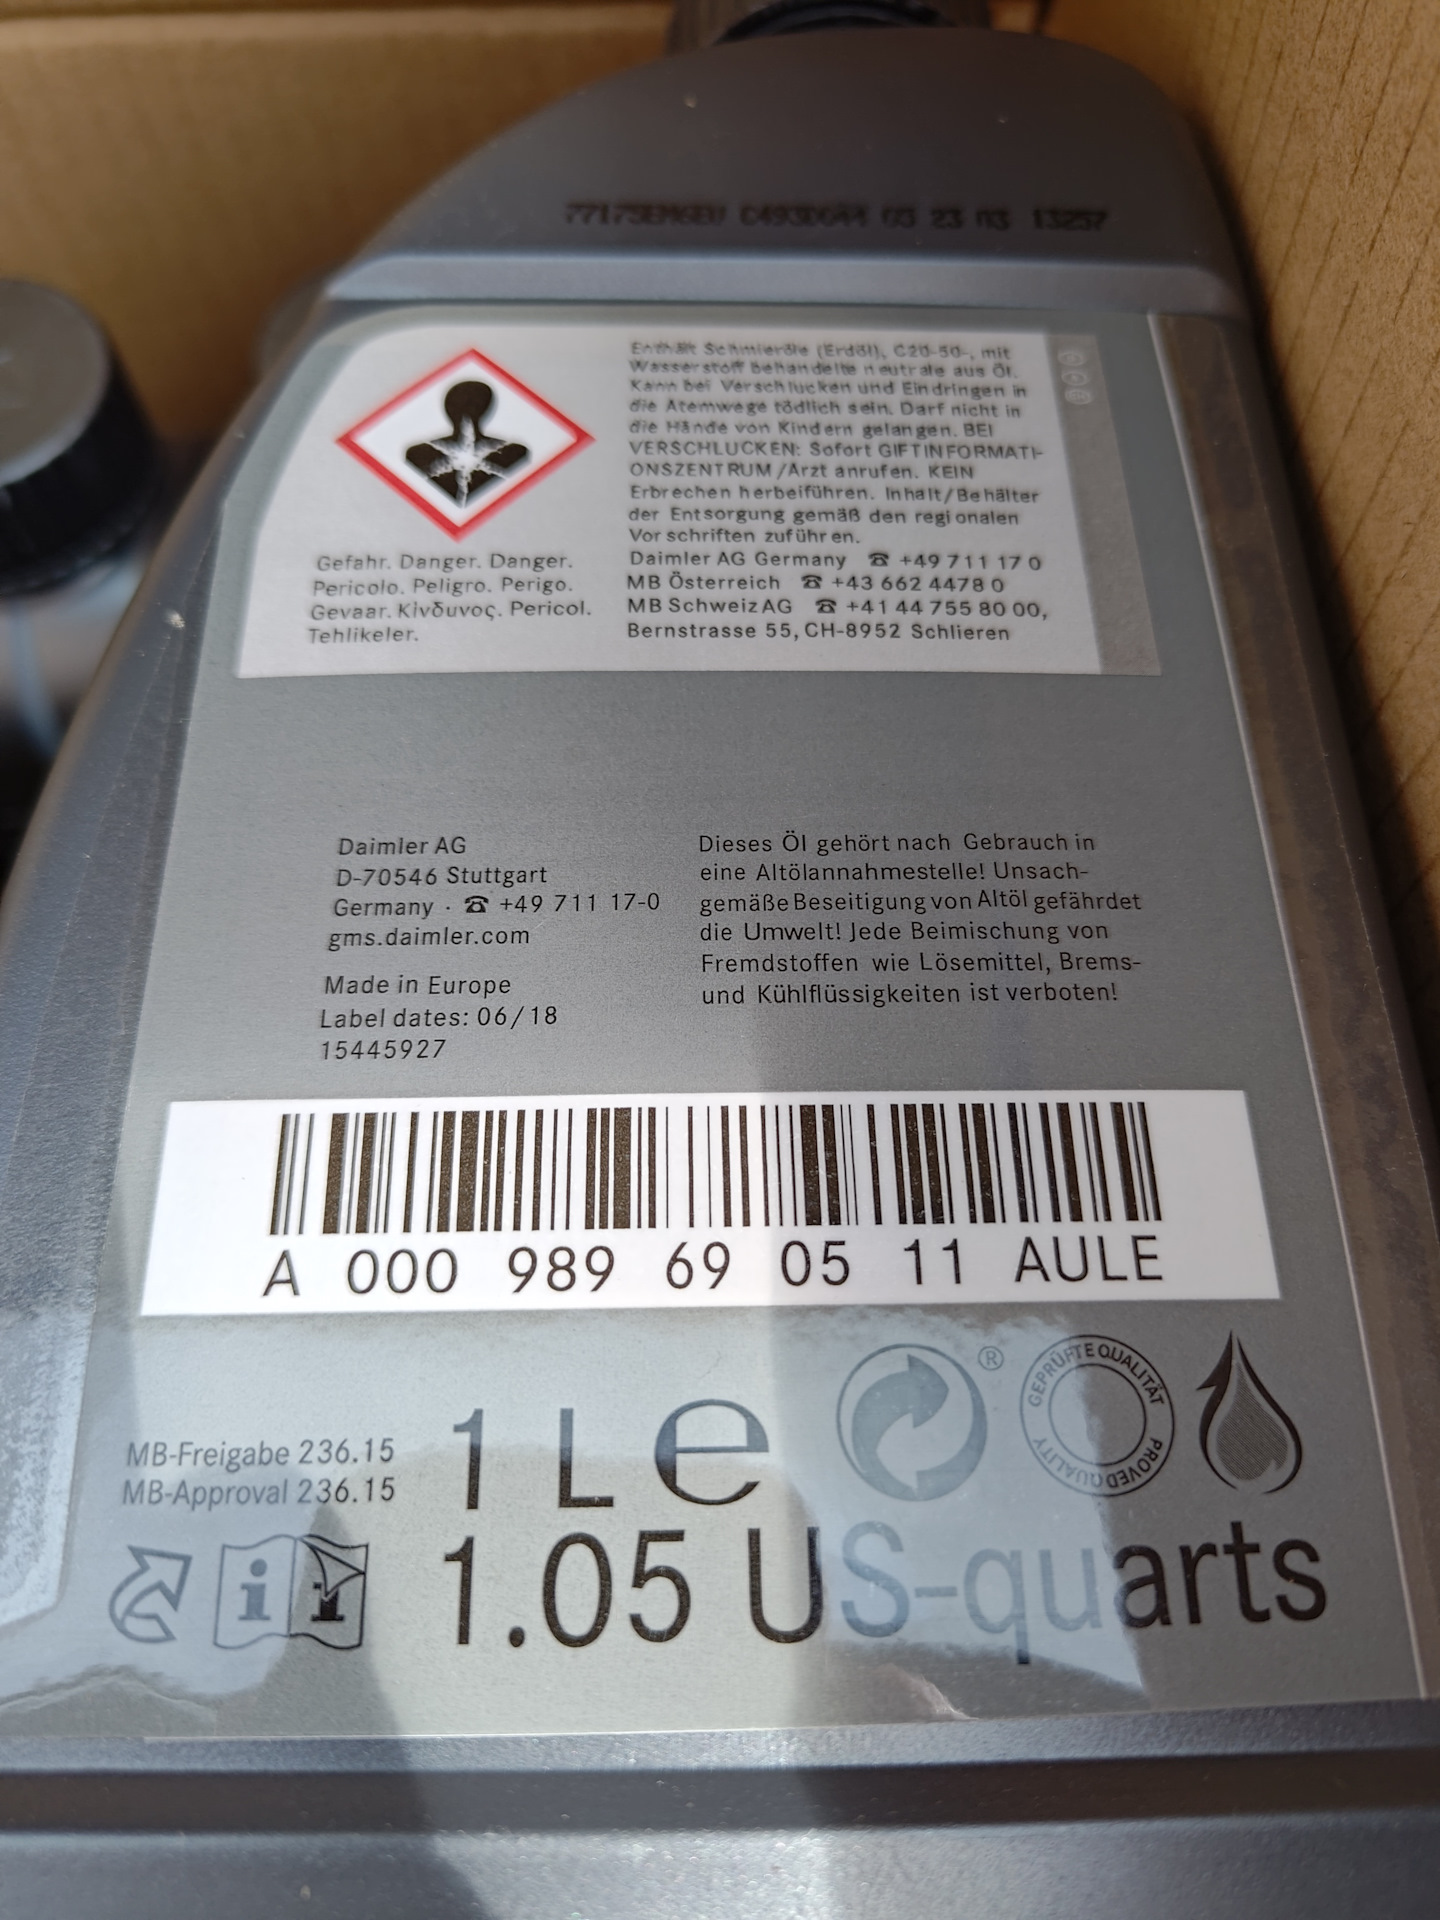 03 23 03 13257
Enthält Schmieröle (Erdöl), C20-50-, mit
Wasserstoff behandelte neutrale aus Öl.
Kann bei Verschlucken und Eindringen in
die Atemwege tödlich sein. Darf nicht in
die Hände von Kindern gelangen. BEI
VERSCHLUCKEN: Sofort GIFTINFORMATI-
ONSZENTRUM/Arzt anrufen. KEIN
Erbrechen herbeiführen. Inhalt/Behälter
der Entsorgung gemäß den regionalen
Vorschriften zuführen.
Daimler AG Germany ☎ +49 711 17 0
MB Österreich ☎ +43 662 4478 0
MB Schweiz AG ☎ +41 44 755 80 00,
Bernstrasse 55, CH-8952 Schlieren
Gefahr. Danger. Danger.
Pericolo. Peligro. Perigo.
Gevaar. Κίνδυνος. Pericol.
Tehlikeler.
Daimler AG
D-70546 Stuttgart
Germany · ☎ +49 711 17-0
gms.daimler.com
Made in Europe
Label dates: 06/18
15445927
Dieses Öl gehört nach Gebrauch in
eine Altölannahmestelle! Unsach-
gemäße Beseitigung von Altöl gefährdet
die Umwelt! Jede Beimischung von
Fremdstoffen wie Lösemittel, Brems-
und Kühlflüssigkeiten ist verboten!
A 000 989 69 05 11 AULE
MB-Freigabe 236.15
MB-Approval 236.15
1 L e
®
GEPRÜFTE QUALITÄT
PROVED QUALITY
i i
1.05 US-quarts